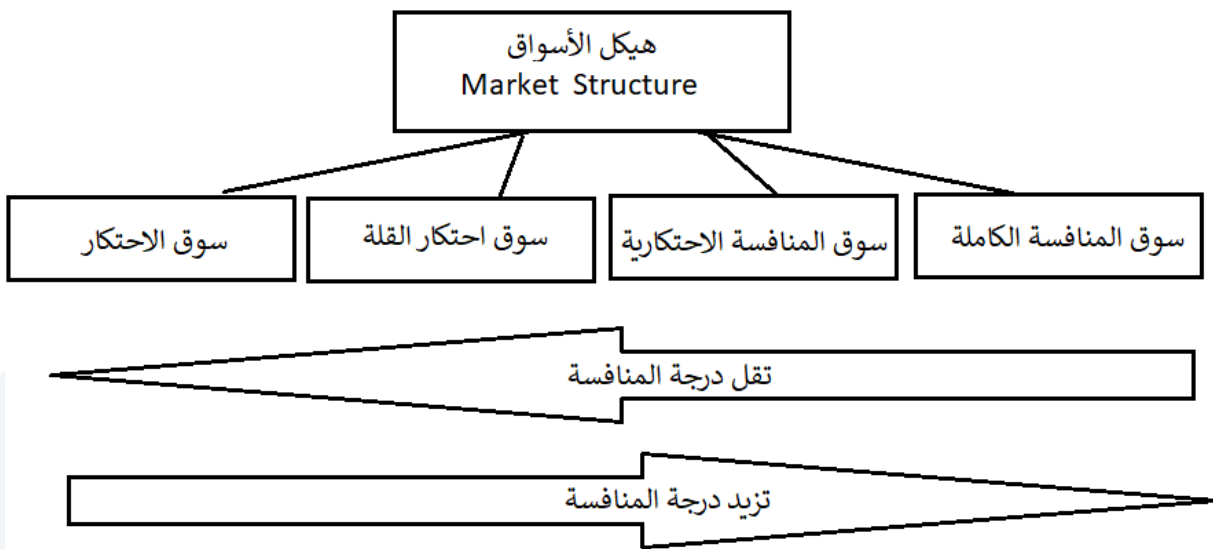 هيكل الأسواق
Market Structure
سوق المنافسة الكاملة
سوق المنافسة الاحتكارية
سوق احتكار القلة
سوق الاحتكار
تقل درجة المنافسة
تزيد درجة المنافسة